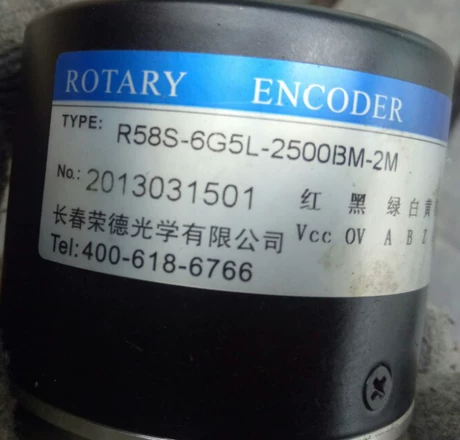 ROTARY ENCODER
TYPE: R58S-6G5L-2500BM-2M
No.: 2013031501
红 黑 绿 白 黄
长春荣德光学有限公司
Vcc OV A B
Tel:400-618-6766